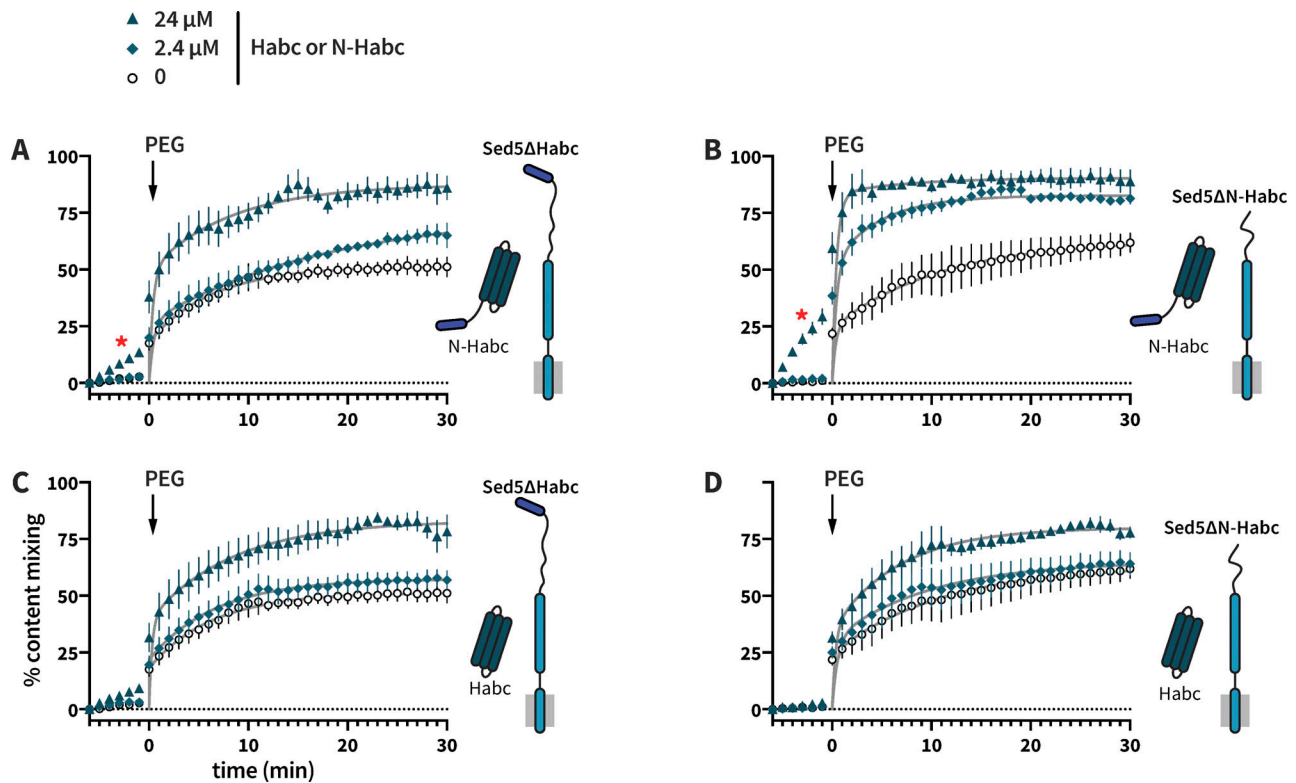 24 µM
2.4 µM
0
Habc or N-Habc
A
PEG
Sed5ΔHabc
100
75
50
25
0
*
N-Habc
0
10
20
30
B
PEG
Sed5ΔN-Habc
100
75
50
25
0
*
N-Habc
0
10
20
30
C
PEG
Sed5ΔHabc
100
75
50
25
0
% content mixing
Habc
0
10
20
30
time (min)
D
PEG
Sed5ΔN-Habc
75
50
25
0
Habc
0
10
20
30